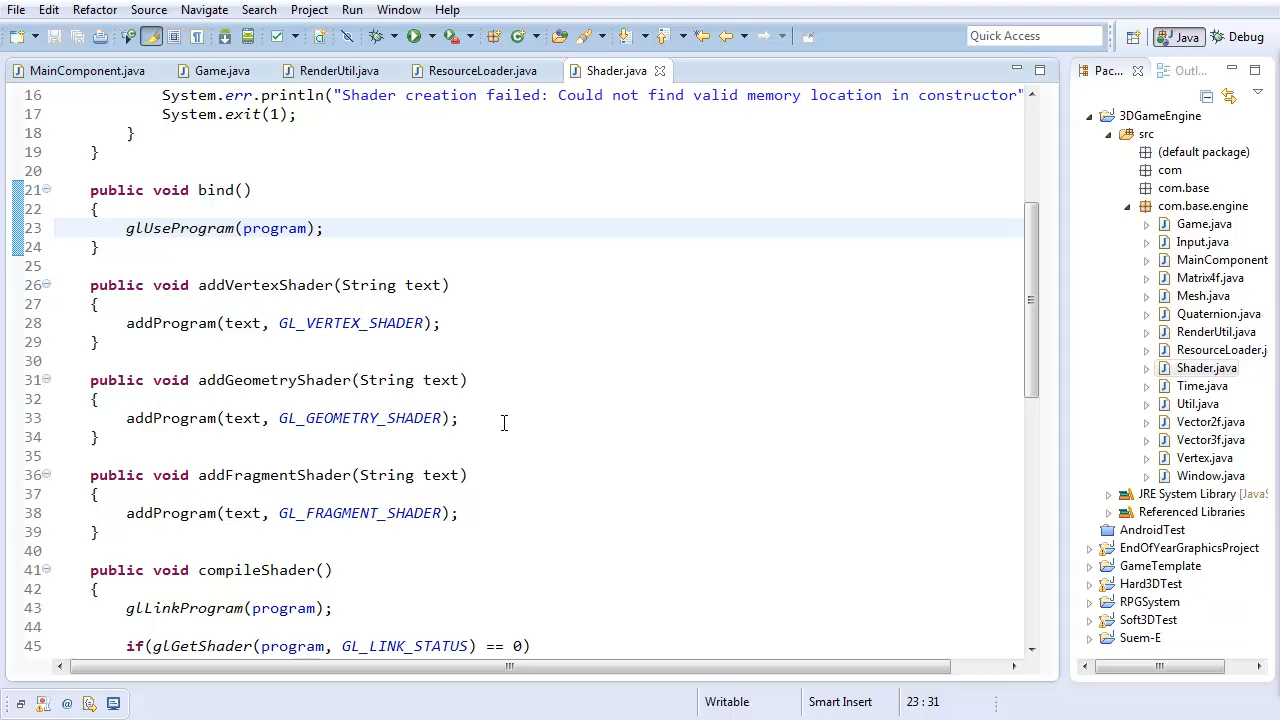 File Edit Refactor Source Navigate Search Project Run Window Help
Quick Access
Java
Debug
MainComponent.java
Game.java
RenderUtil.java
ResourceLoader.java
Shader.java
16 System.err.println("Shader creation failed: Could not find valid memory location in constructor"
17 System.exit(1);
18 }
19 }
20
21 public void bind()
22 {
23 glUseProgram(program);
24 }
25
26 public void addVertexShader(String text)
27 {
28 addProgram(text, GL_VERTEX_SHADER);
29 }
30
31 public void addGeometryShader(String text)
32 {
33 addProgram(text, GL_GEOMETRY_SHADER);
34 }
35
36 public void addFragmentShader(String text)
37 {
38 addProgram(text, GL_FRAGMENT_SHADER);
39 }
40
41 public void compileShader()
42 {
43 glLinkProgram(program);
44
45 if(glGetShader(program, GL_LINK_STATUS) == 0)
Pac...
Outl...
3DGameEngine
src
(default package)
com
com.base
com.base.engine
Game.java
Input.java
MainComponent
Matrix4f.java
Mesh.java
Quaternion.java
RenderUtil.java
ResourceLoader.j
Shader.java
Time.java
Util.java
Vector2f.java
Vector3f.java
Vertex.java
Window.java
JRE System Library [JavaS
Referenced Libraries
AndroidTest
EndOfYearGraphicsProject
GameTemplate
Hard3DTest
RPGSystem
Soft3DTest
Suem-E
Writable
Smart Insert
23 : 31